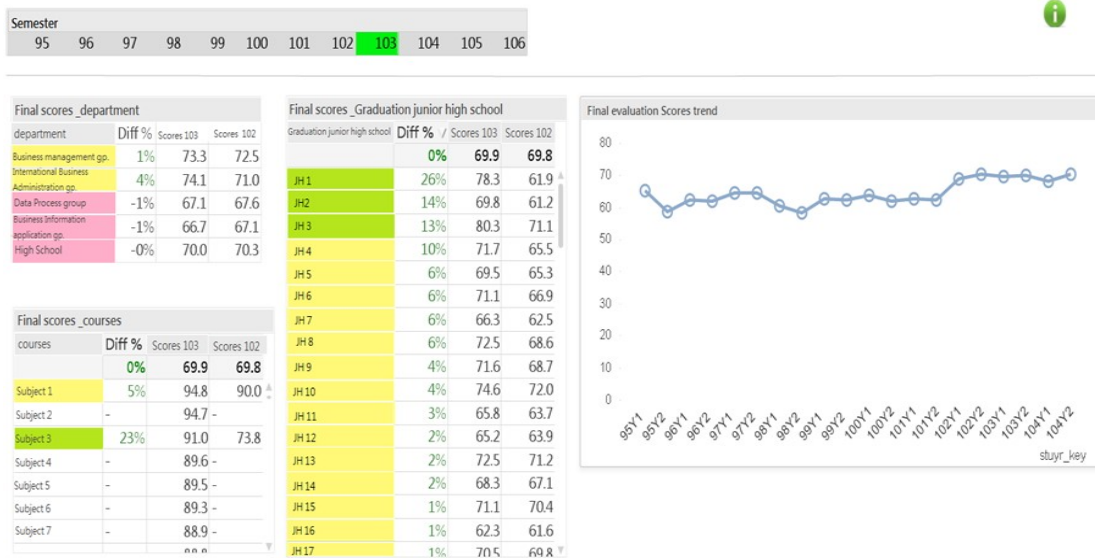 Semester
95 96 97 98 99 100 101 102 103 104 105 106
Final scores _department
department Diff % Scores 103 Scores 102
Business management gp. 1% 73.3 72.5
International Business
Administration gp. 4% 74.1 71.0
Data Process group -1% 67.1 67.6
Business Information
application gp. -1% 66.7 67.1
High School -0% 70.0 70.3
Final scores _courses
courses Diff % Scores 103 Scores 102
0% 69.9 69.8
Subject 1 5% 94.8 90.0
Subject 2 - 94.7 -
Subject 3 23% 91.0 73.8
Subject 4 - 89.6 -
Subject 5 - 89.5 -
Subject 6 - 89.3 -
Subject 7 - 88.9 -
Final scores _Graduation junior high school
Graduation junior high school Diff % / Scores 103 Scores 102
0% 69.9 69.8
JH 1 26% 78.3 61.9
JH2 14% 69.8 61.2
JH 3 13% 80.3 71.1
JH 4 10% 71.7 65.5
JH 5 6% 69.5 65.3
JH 6 6% 71.1 66.9
JH 7 6% 66.3 62.5
JH 8 6% 72.5 68.6
JH 9 4% 71.6 68.7
JH 10 4% 74.6 72.0
JH 11 3% 65.8 63.7
JH 12 2% 65.2 63.9
JH 13 2% 72.5 71.2
JH 14 2% 68.3 67.1
JH 15 1% 71.1 70.4
JH 16 1% 62.3 61.6
JH 17 1% 70.5 69.8
Final evaluation Scores trend
80
70
60
50
40
30
20
10
0
95Y1 95Y2 96Y1 96Y2 97Y1 97Y2 98Y1 98Y2 99Y1 99Y2 100Y1 100Y2 101Y1 101Y2 102Y1 102Y2 103Y1 103Y2 104Y1 104Y2
stuyr_key